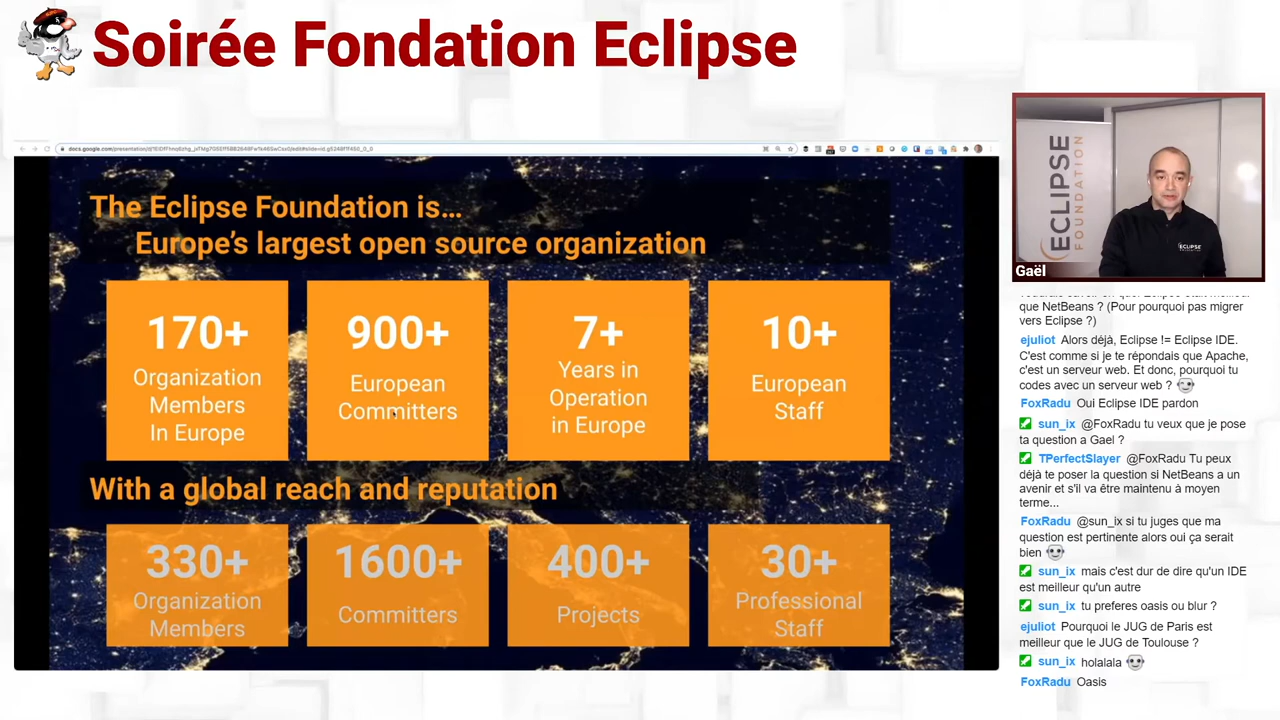 Soirée Fondation Eclipse
The Eclipse Foundation is...
Europe's largest open source organization
170+
Organization
Members
In Europe
900+
European
Committers
7+
Years in
Operation
in Europe
10+
European
Staff
With a global reach and reputation
330+
Organization
Members
1600+
Committers
400+
Projects
30+
Professional
Staff
ECLIPSE
FOUNDATION
ECLIPSE
Gaël
que NetBeans ? (Pour pourquoi pas migrer
vers Eclipse ?)
ejuliot Alors déjà, Eclipse != Eclipse IDE.
C'est comme si je te répondais que Apache,
c'est un serveur web. Et donc, pourquoi tu
codes avec un serveur web ?
FoxRadu Oui Eclipse IDE pardon
sun_ix @FoxRadu tu veux que je pose
ta question a Gael ?
TPerfectSlayer @FoxRadu Tu peux
déjà te poser la question si NetBeans a un
avenir et s'il va être maintenu à moyen
terme...
FoxRadu @sun_ix si tu juges que ma
question est pertinente alors oui ça serait
bien
sun_ix mais c'est dur de dire qu'un IDE
est meilleur qu'un autre
sun_ix tu preferes oasis ou blur ?
ejuliot Pourquoi le JUG de Paris est
meilleur que le JUG de Toulouse ?
sun_ix holalala
FoxRadu Oasis